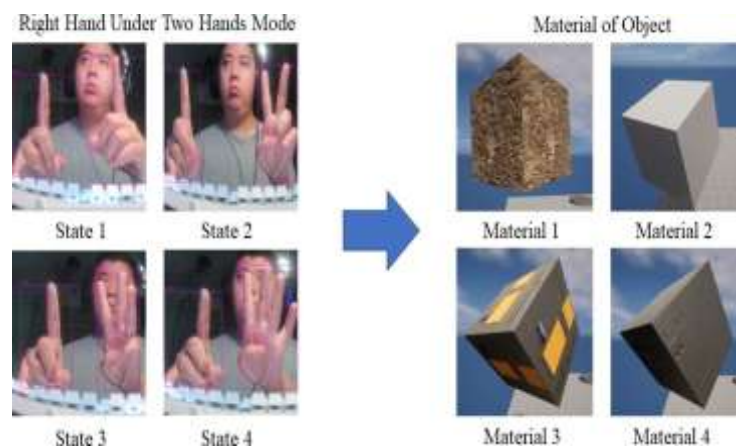 Right Hand Under Two Hands Mode
Material of Object
State 1
State 2
Material 1
Material 2
State 3
State 4
Material 3
Material 4